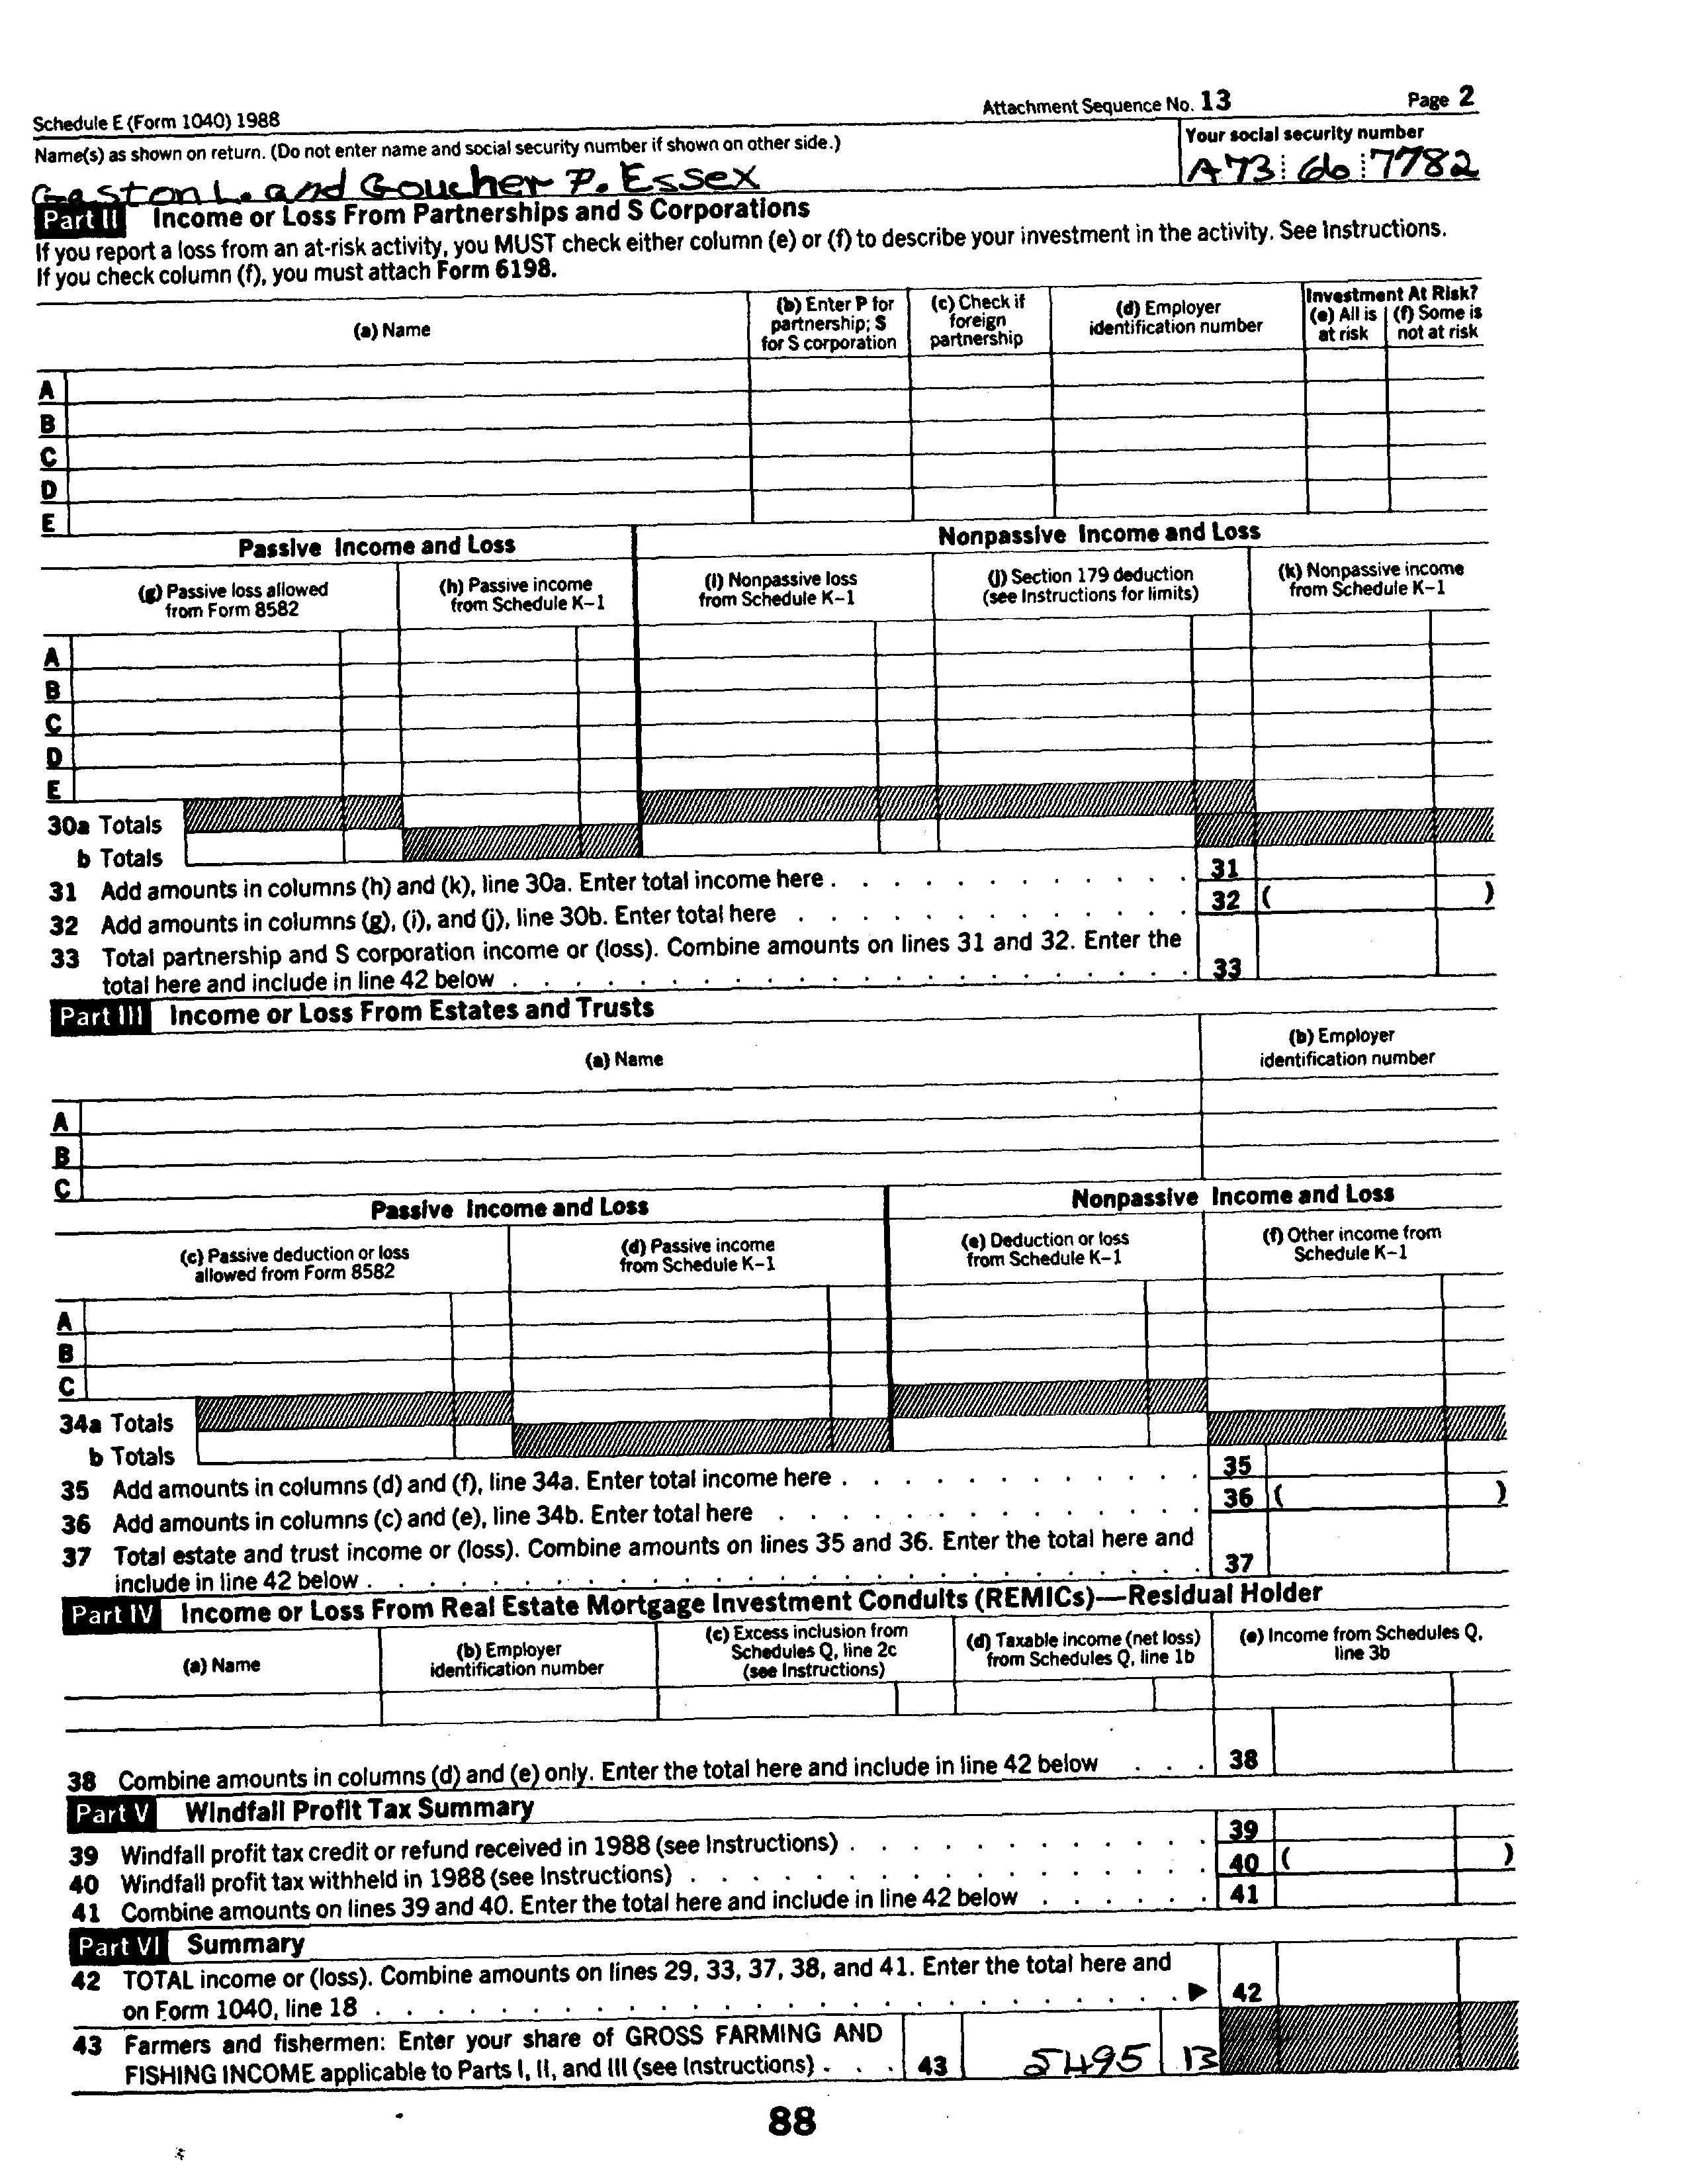 Schedule E (Form 1040) 1988
Attachment Sequence No. 13
Page 2
Name(s) as shown on return. (Do not enter name and social security number if shown on other side.)
Your social security number
Gaston L. and Goucher P. Essex
A73 66 7782
Part II Income or Loss From Partnerships and S Corporations
If you report a loss from an at-risk activity, you MUST check either column (e) or (f) to describe your investment in the activity. See Instructions.
If you check column (f), you must attach Form 6198.
(a) Name
(b) Enter P for
partnership; S
for S corporation
(c) Check if
foreign
partnership
(d) Employer
identification number
Investment At Risk?
(e) All is
at risk
(f) Some is
not at risk
A
B
C
D
E
Passive Income and Loss
Nonpassive Income and Loss
(g) Passive loss allowed
from Form 8582
(h) Passive income
from Schedule K–1
(i) Nonpassive loss
from Schedule K–1
(j) Section 179 deduction
(see Instructions for limits)
(k) Nonpassive income
from Schedule K–1
A
B
C
D
E
30a Totals
b Totals
31 Add amounts in columns (h) and (k), line 30a. Enter total income here . . . . . . . . . . . . 31
32 Add amounts in columns (g), (i), and (j), line 30b. Enter total here . . . . . . . . . . . . . 32 ( )
33 Total partnership and S corporation income or (loss). Combine amounts on lines 31 and 32. Enter the
total here and include in line 42 below . . . . . . . . . . . . . . . . . . . . . . 33
Part III Income or Loss From Estates and Trusts
(a) Name
(b) Employer
identification number
A
B
C
Passive Income and Loss
Nonpassive Income and Loss
(c) Passive deduction or loss
allowed from Form 8582
(d) Passive income
from Schedule K–1
(e) Deduction or loss
from Schedule K–1
(f) Other income from
Schedule K–1
A
B
C
34a Totals
b Totals
35 Add amounts in columns (d) and (f), line 34a. Enter total income here . . . . . . . . . . . . 35
36 Add amounts in columns (c) and (e), line 34b. Enter total here . . . . . . . . . . . . . . 36 ( )
37 Total estate and trust income or (loss). Combine amounts on lines 35 and 36. Enter the total here and
include in line 42 below . . . . . . . . . . . . . . . . . . . . . . . . . . . 37
Part IV Income or Loss From Real Estate Mortgage Investment Conduits (REMICs)—Residual Holder
(a) Name
(b) Employer
identification number
(c) Excess inclusion from
Schedules Q, line 2c
(see Instructions)
(d) Taxable income (net loss)
from Schedules Q, line 1b
(e) Income from Schedules Q,
line 3b
38 Combine amounts in columns (d) and (e) only. Enter the total here and include in line 42 below . . . 38
Part V Windfall Profit Tax Summary
39 Windfall profit tax credit or refund received in 1988 (see Instructions) . . . . . . . . . . . . 39
40 Windfall profit tax withheld in 1988 (see Instructions) . . . . . . . . . . . . . . . . . 40 ( )
41 Combine amounts on lines 39 and 40. Enter the total here and include in line 42 below . . . . . . 41
Part VI Summary
42 TOTAL income or (loss). Combine amounts on lines 29, 33, 37, 38, and 41. Enter the total here and
on Form 1040, line 18 . . . . . . . . . . . . . . . . . . . . . . . . . . ▶ 42
43 Farmers and fishermen: Enter your share of GROSS FARMING AND
FISHING INCOME applicable to Parts I, II, and III (see Instructions) . . . 43 5495 13
88